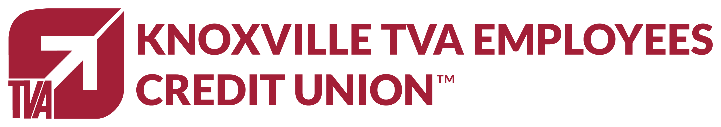 TVA
KNOXVILLE TVA EMPLOYEES
CREDIT UNION™